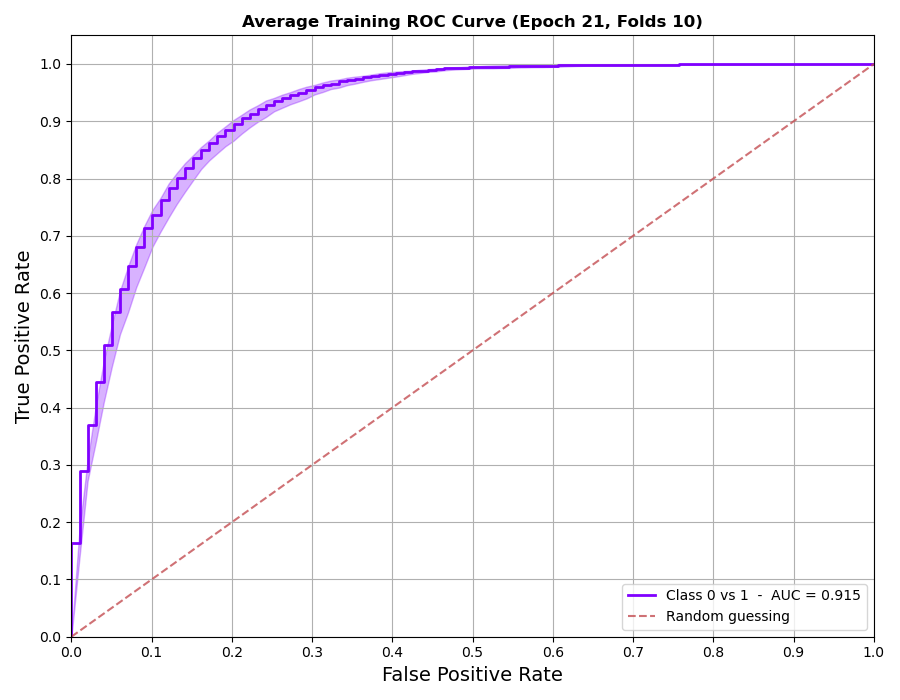 Average Training ROC Curve (Epoch 21, Folds 10)
True Positive Rate
1.0
0.9
0.8
0.7
0.6
0.5
0.4
0.3
0.2
0.1
0.0
Class 0 vs 1 - AUC = 0.915
Random guessing
0.0 0.1 0.2 0.3 0.4 0.5 0.6 0.7 0.8 0.9 1.0
False Positive Rate